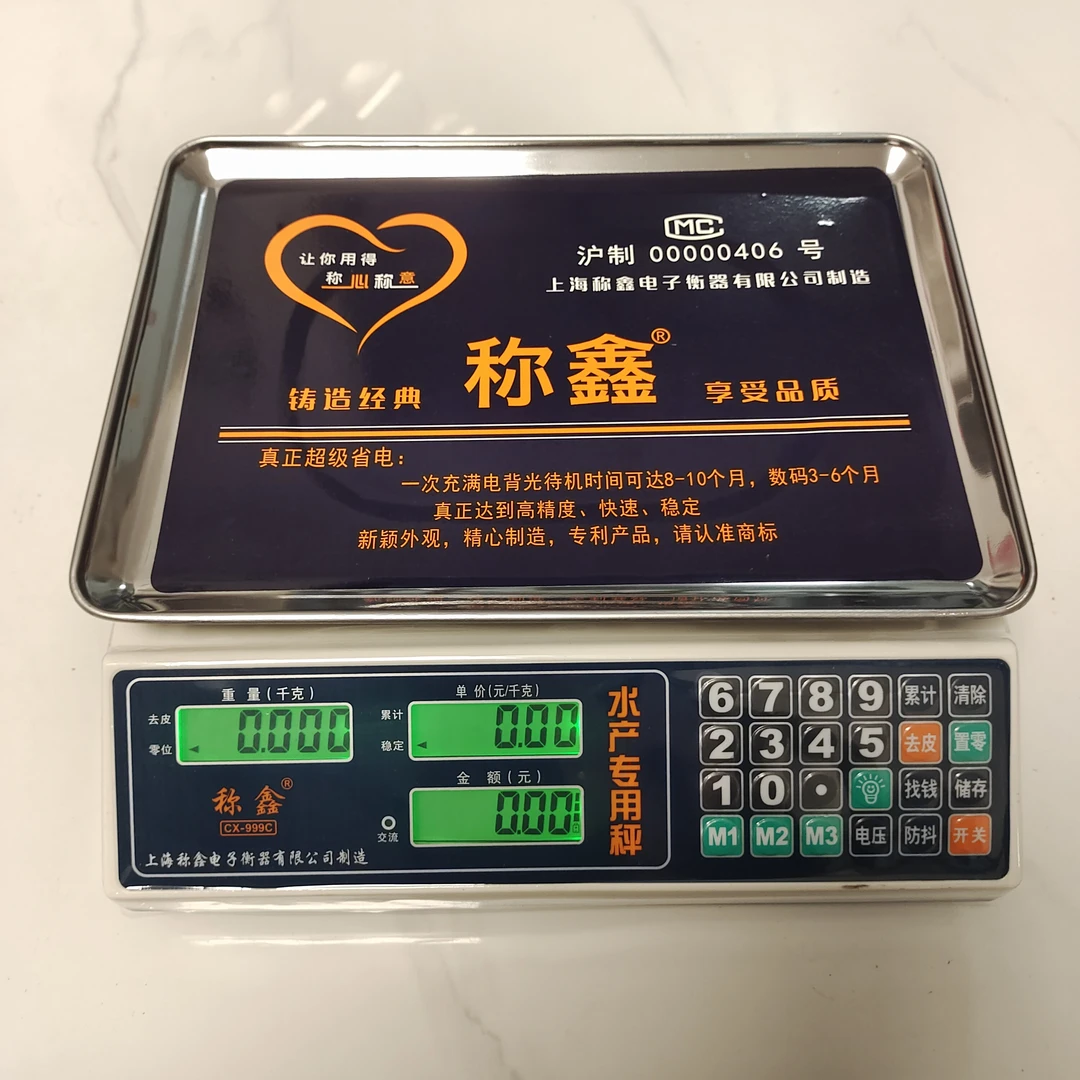 让你用得
称心称意
MC
沪制 00000406 号
上海称鑫电子衡器有限公司制造
称鑫®
铸造经典
享受品质
真正超级省电：
一次充满电背光待机时间可达8-10个月，数码3-6个月
真正达到高精度、快速、稳定
新颖外观，精心制造，专利产品，请认准商标
重 量（千克）
去皮
零位
0.000
单 价（元/千克）
累计
稳定
0.00
金 额（元）
0.00
交流
称鑫®
CX-999C
上海称鑫电子衡器有限公司制造
水产专用秤
6 7 8 9 累计 清除
2 3 4 5 去皮 置零
1 0 • 找钱 储存
M1 M2 M3 电压 防抖 开关